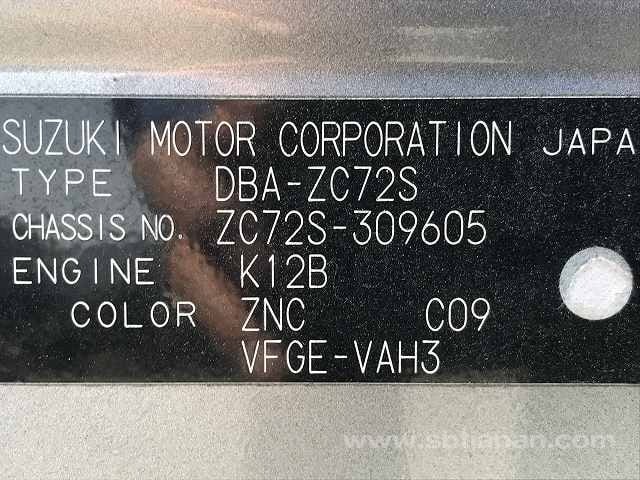 SUZUKI MOTOR CORPORATION JAPA
TYPE DBA-ZC72S
CHASSIS NO. ZC72S-309605
ENGINE K12B
COLOR ZNC C09
VFGE-VAH3
www.sbtjapan.com